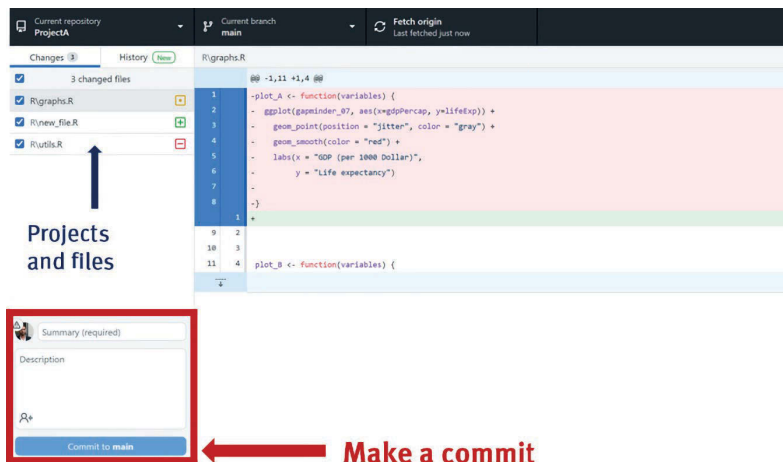 Current repository
ProjectA
Current branch
main
Fetch origin
Last fetched just now
Changes 3
History New
R\graphs.R
3 changed files
R\graphs.R
R\new_file.R
R\utils.R
@@ -1,11 +1,4 @@
1 -plot_A <- function(variables) {
2 - ggplot(gapminder_07, aes(x=gdpPercap, y=lifeExp)) +
3 - geom_point(position = "jitter", color = "gray") +
4 - geom_smooth(color = "red") +
5 - labs(x = "GDP (per 1000 Dollar)",
6 - y = "Life expectancy")
7 -
8 -}
1 +
9 2
10 3
11 4 plot_B <- function(variables) {
Projects
and files
Summary (required)
Description
Commit to main
Make a commit